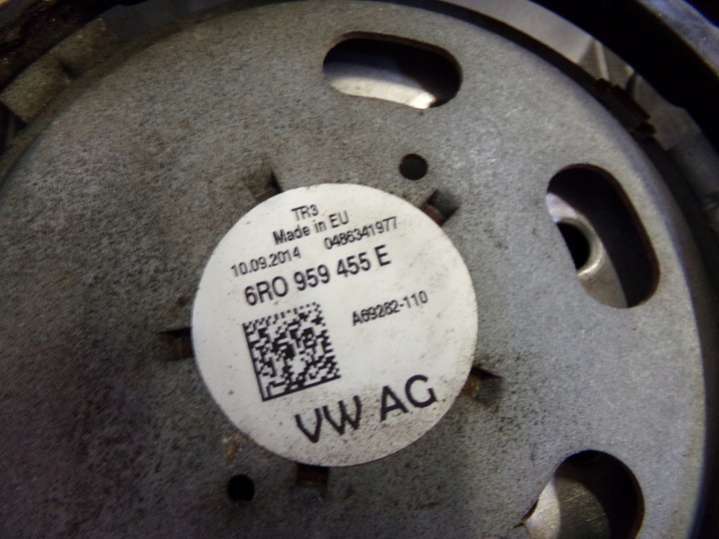 TR3
Made in EU
10.09.2014 0486341977
6R0 959 455 E
A69282-110
VW AG